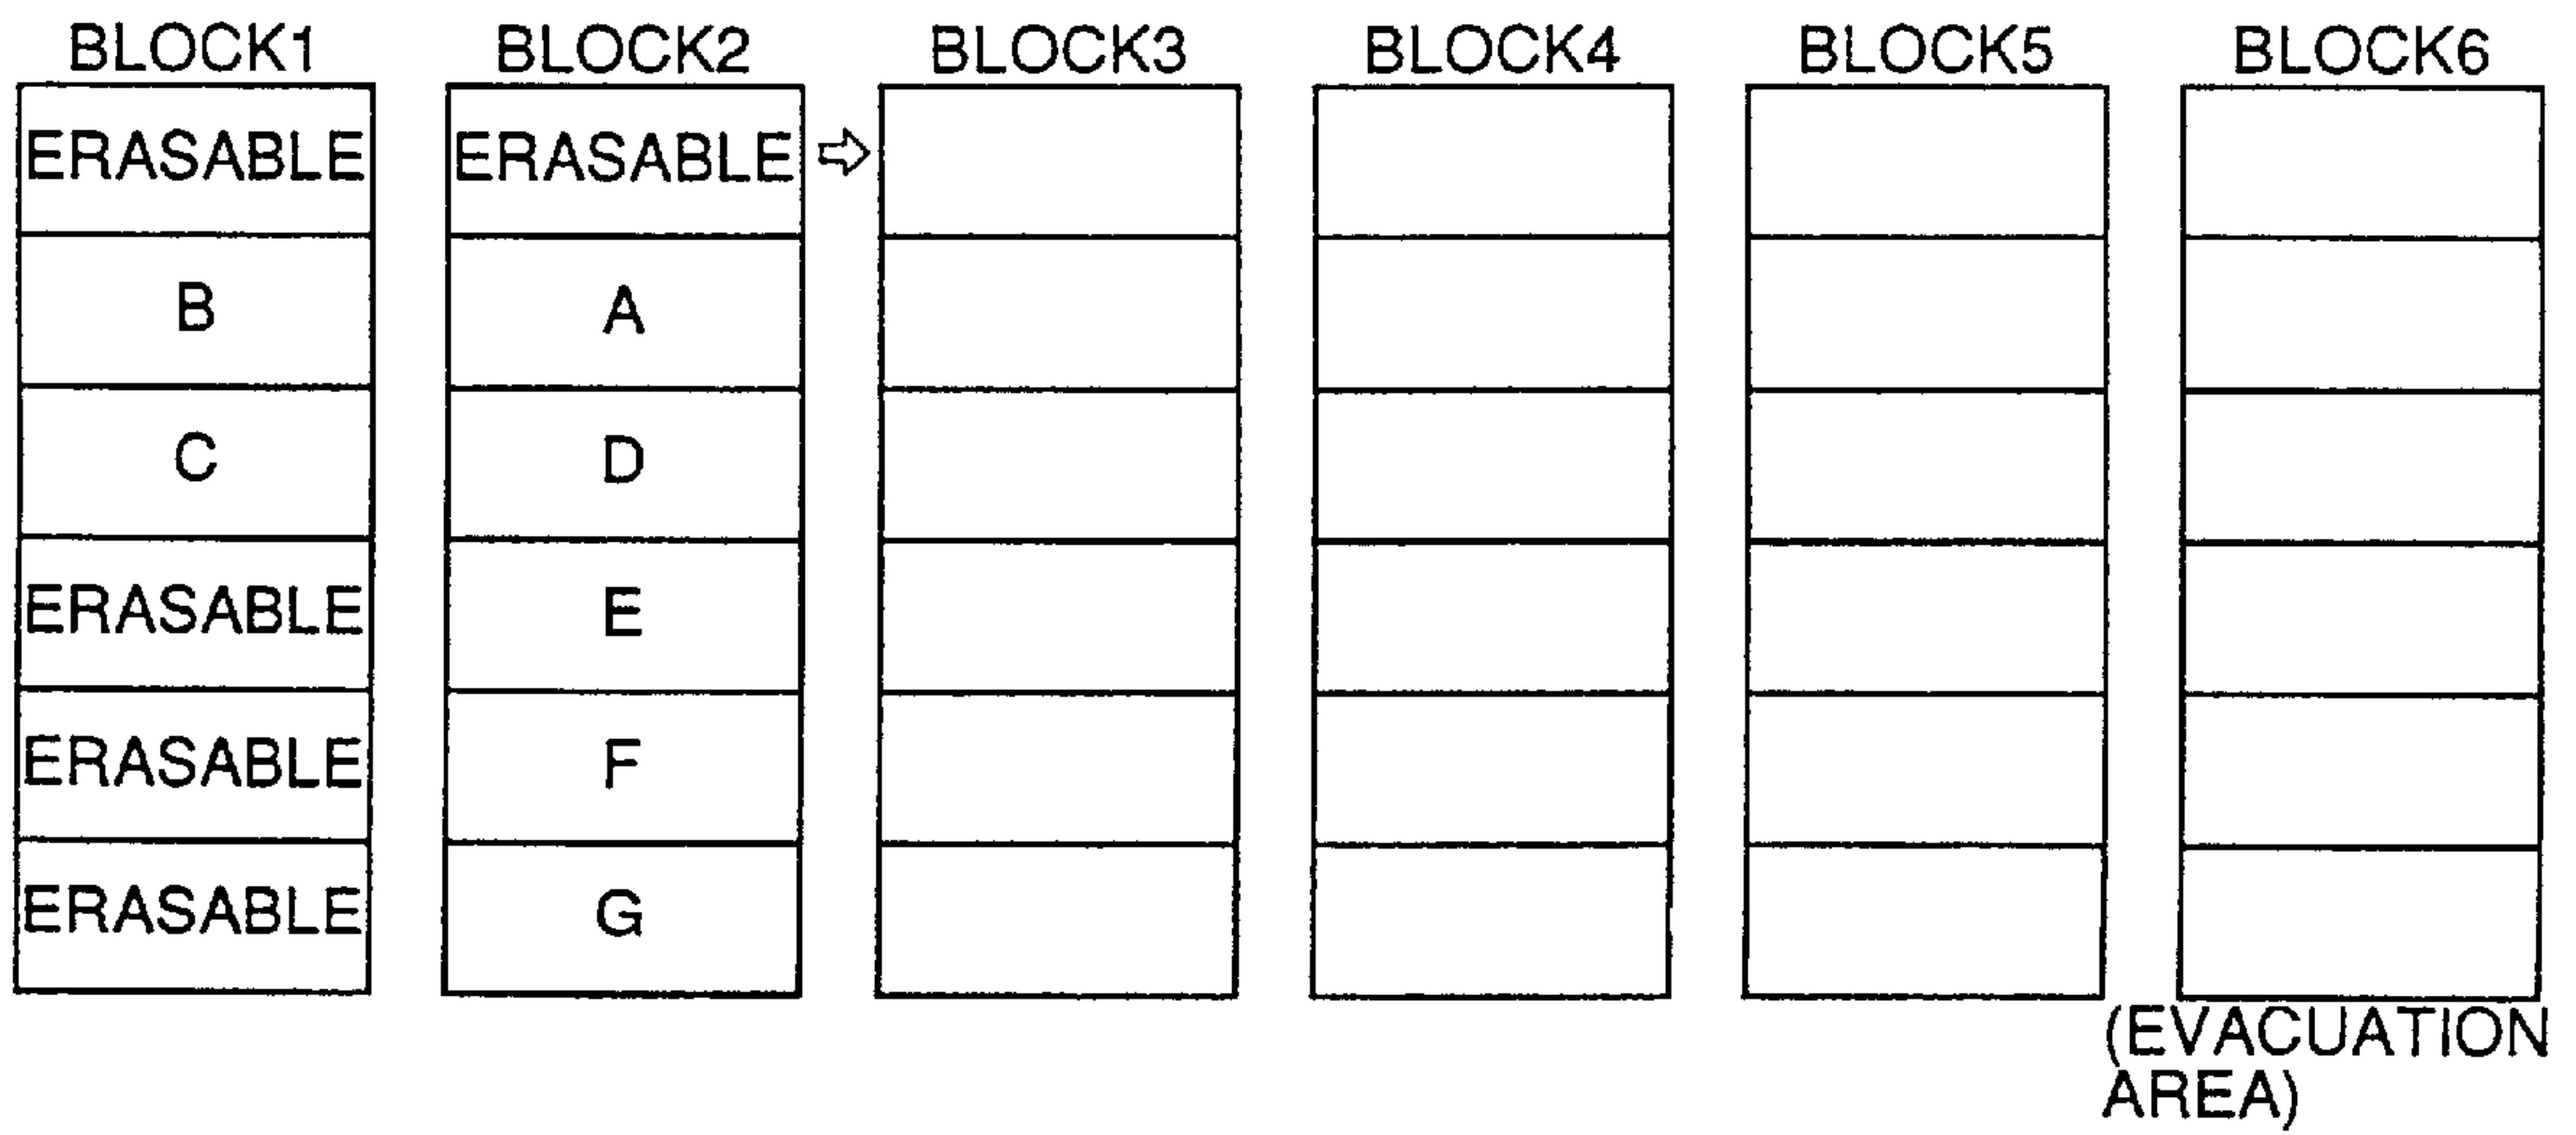 BLOCK1 BLOCK2 BLOCK3 BLOCK4 BLOCK5 BLOCK6
ERASABLE ERASABLE
B A
C D
ERASABLE E
ERASABLE F
ERASABLE G
(EVACUATION
AREA)